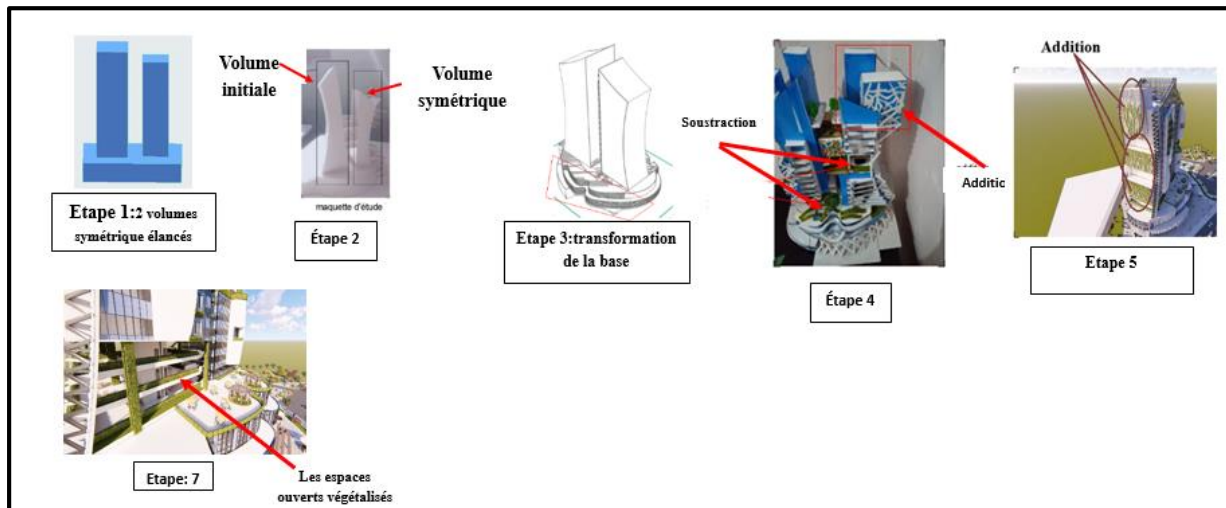 Etape 1:2 volumes
symétrique élancés
Volume
initiale
Volume
symétrique
maquette d'étude
Étape 2
Etape 3:transformation
de la base
Soustraction
Additic
Étape 4
Addition
Etape 5
Etape: 7
Les espaces
ouverts végétalisés